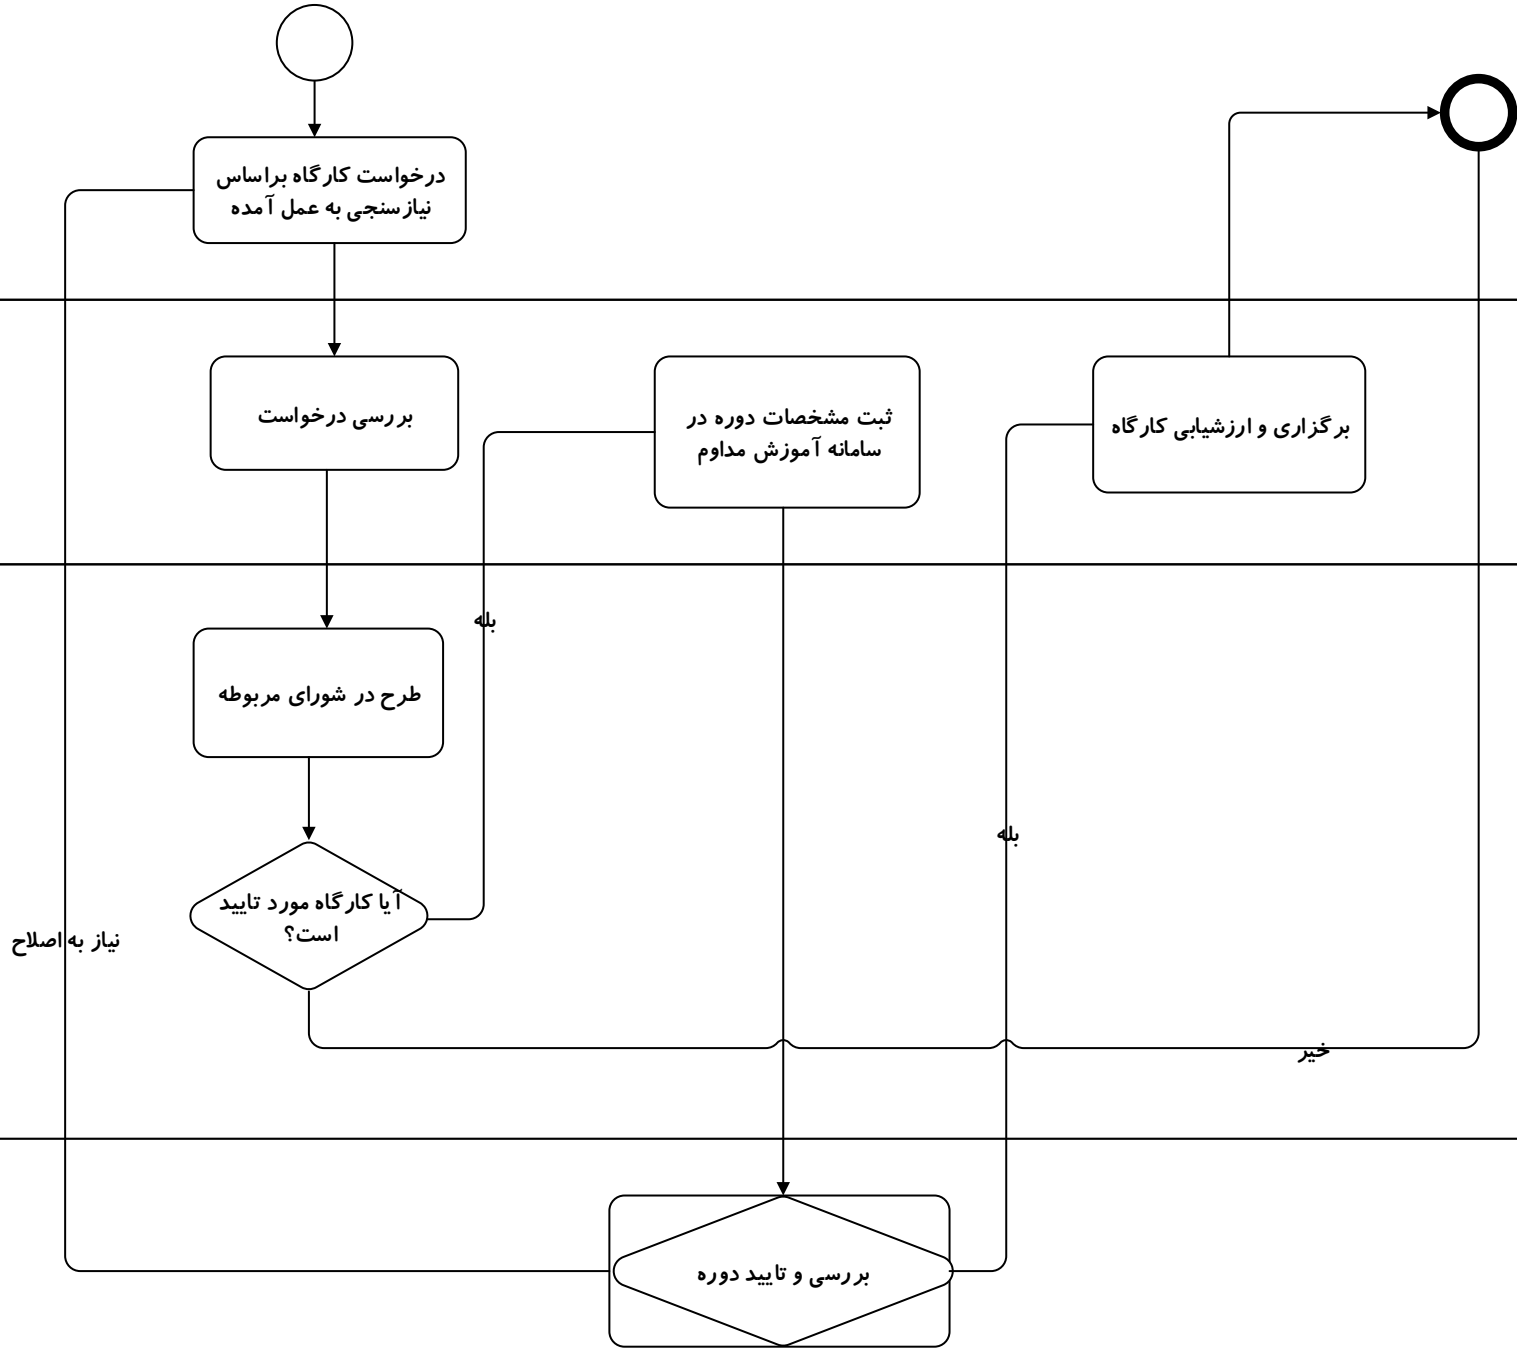 درخواست کارگاه براساس
نیازسنجی به عمل آمده
بررسی درخواست
ثبت مشخصات دوره در
سامانه آموزش مداوم
برگزاری و ارزشیابی کارگاه
بله
طرح در شورای مربوطه
بله
آیا کارگاه مورد تایید
است؟
نیاز به اصلاح
خیر
بررسی و تایید دوره